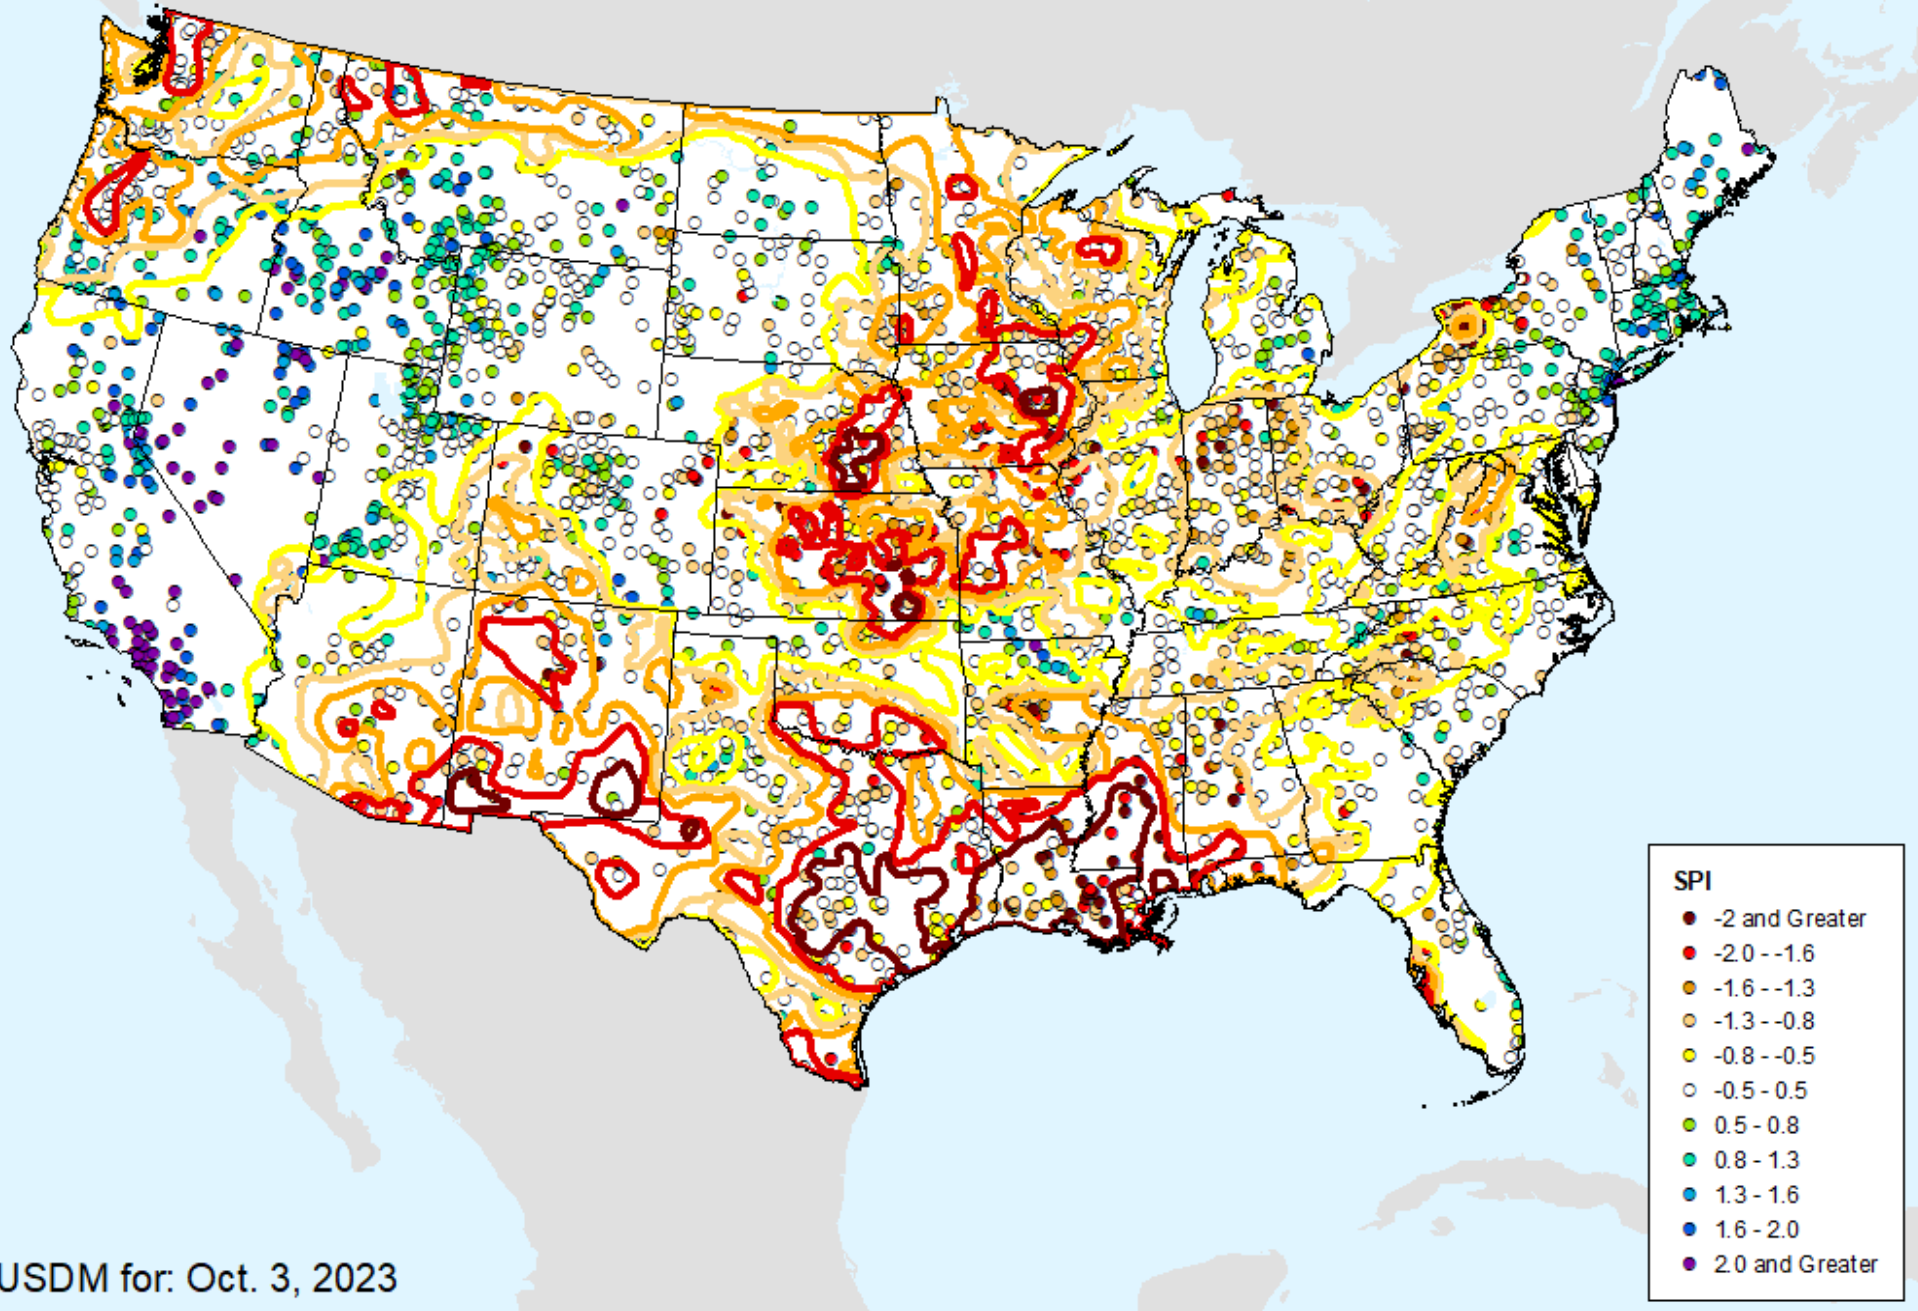 SPI
-2 and Greater
-2.0 - -1.6
-1.6 - -1.3
-1.3 - -0.8
-0.8 - -0.5
-0.5 - 0.5
0.5 - 0.8
0.8 - 1.3
1.3 - 1.6
1.6 - 2.0
2.0 and Greater
USDM for: Oct. 3, 2023